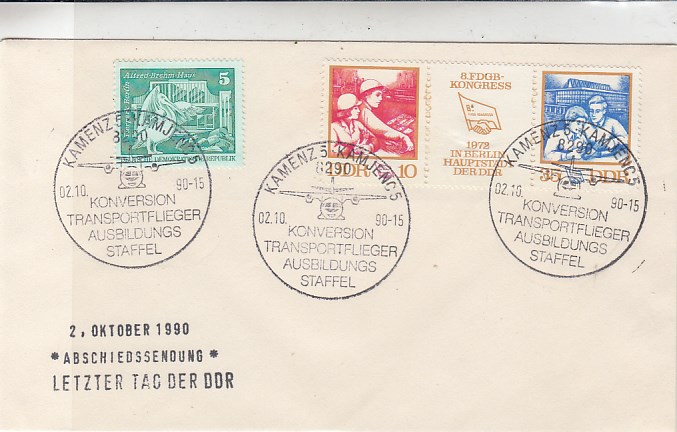 Alfred-Brehm-Haus
5
Tierpark Berlin
DEUTSCHE DEMOKRATISCHE REPUBLIK
KAMENZ 5 · KAMJENC 5
02.10. 90-15
KONVERSION
TRANSPORTFLIEGER
AUSBILDUNGS
STAFFEL
DDR 10
8. FDGB-
KONGRESS
1972
IN BERLIN
HAUPTSTADT
DER DDR
35 DDR
KAMENZ 5 · KAMJENC 5
8290
02.10. 90-15
KONVERSION
TRANSPORTFLIEGER
AUSBILDUNGS
STAFFEL
KAMENZ 5 · KAMJENC 5
8290
02.10. 90-15
KONVERSION
TRANSPORTFLIEGER
AUSBILDUNGS
STAFFEL
2. OKTOBER 1990
* ABSCHIEDSSENDUNG *
LETZTER TAG DER DDR